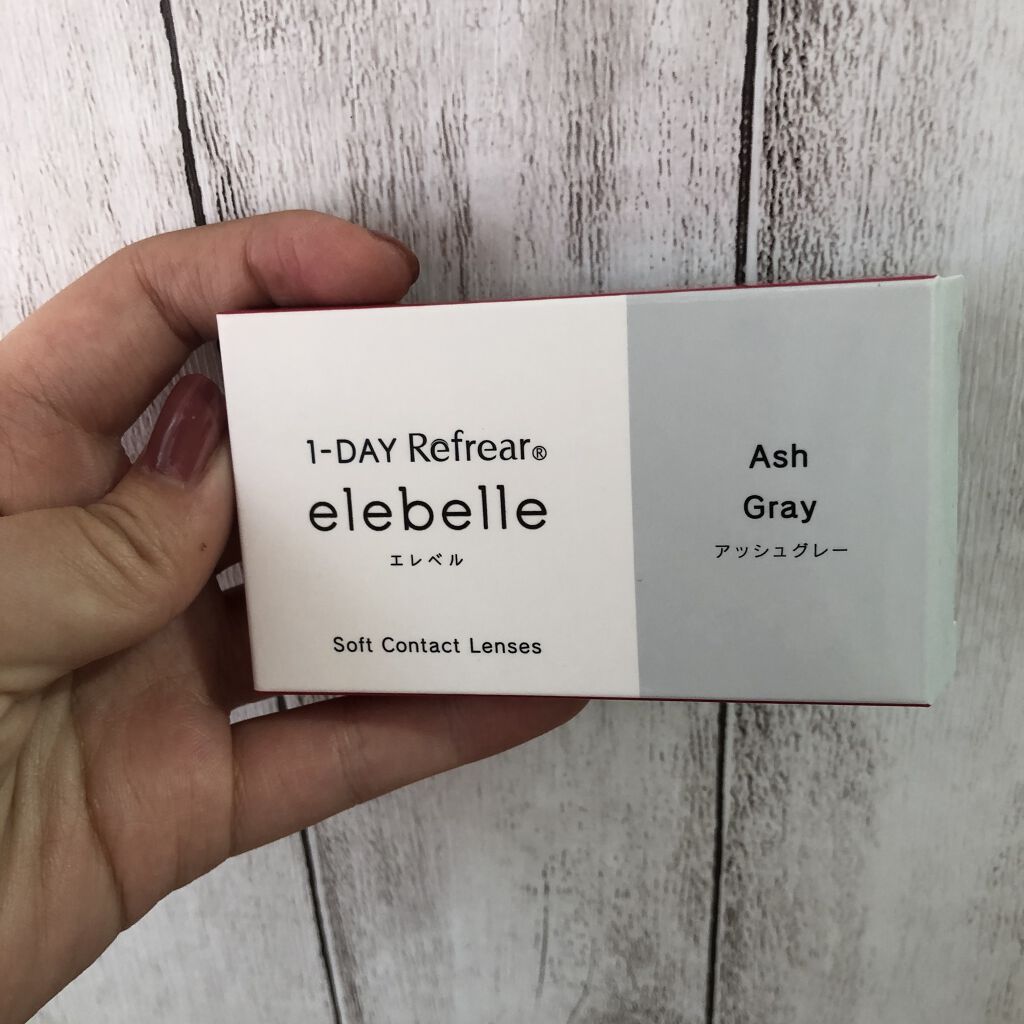 1-DAY Refrear®
elebelle
エレベル
Soft Contact Lenses
Ash
Gray
アッシュグレー